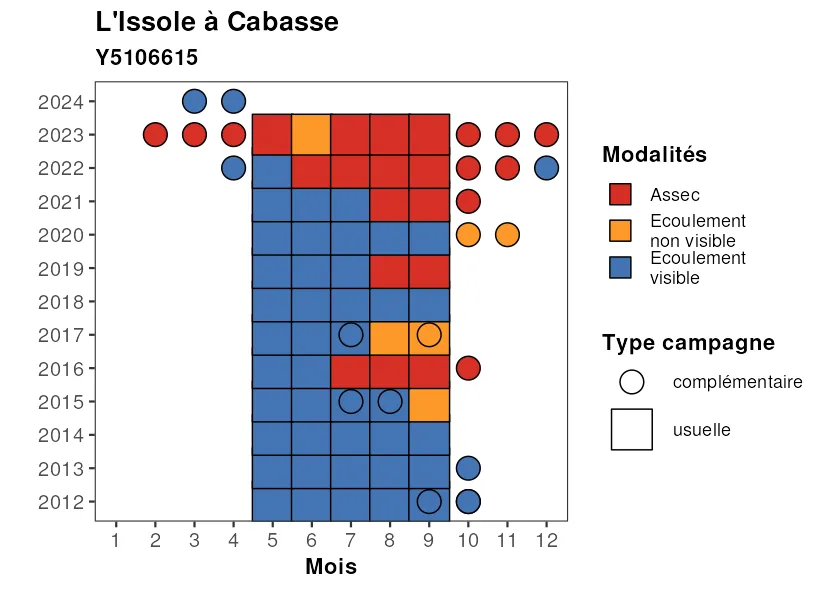 L'Issole à Cabasse
Y5106615
2024
2023
2022
2021
2020
2019
2018
2017
2016
2015
2014
2013
2012
1 2 3 4 5 6 7 8 9 10 11 12
Mois
Modalités
Assec
Ecoulement
non visible
Ecoulement
visible
Type campagne
complémentaire
usuelle